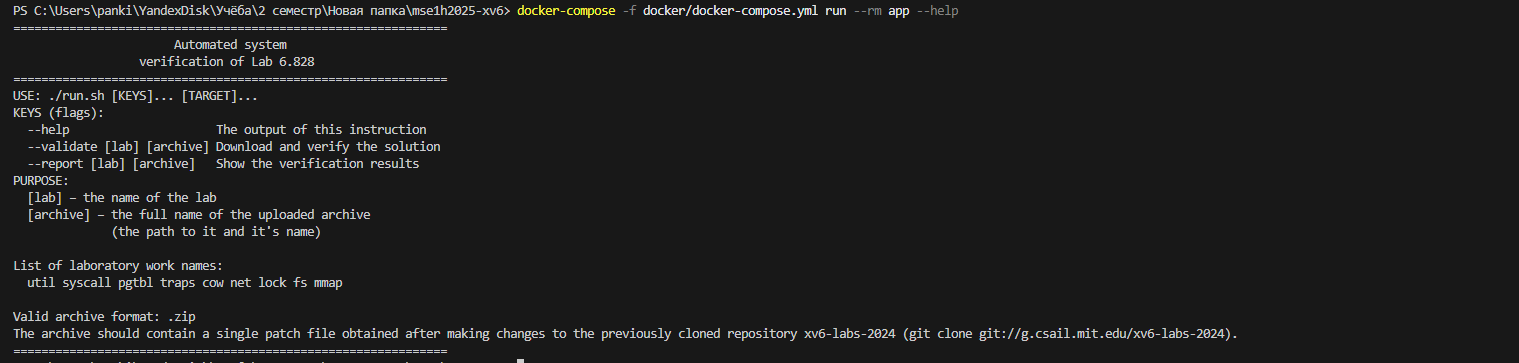 PS C:\Users\panki\YandexDisk\Учёба\2 семестр\Новая папка\mse1h2025-xv6> docker-compose -f docker/docker-compose.yml run --rm app --help
==============================================================
Automated system
verification of Lab 6.828
==============================================================
USE: ./run.sh [KEYS]... [TARGET]...
KEYS (flags):
--help The output of this instruction
--validate [lab] [archive] Download and verify the solution
--report [lab] [archive] Show the verification results
PURPOSE:
[lab] – the name of the lab
[archive] – the full name of the uploaded archive
(the path to it and it's name)
List of laboratory work names:
util syscall pgtbl traps cow net lock fs mmap
Valid archive format: .zip
The archive should contain a single patch file obtained after making changes to the previously cloned repository xv6-labs-2024 (git clone git://g.csail.mit.edu/xv6-labs-2024).
==============================================================